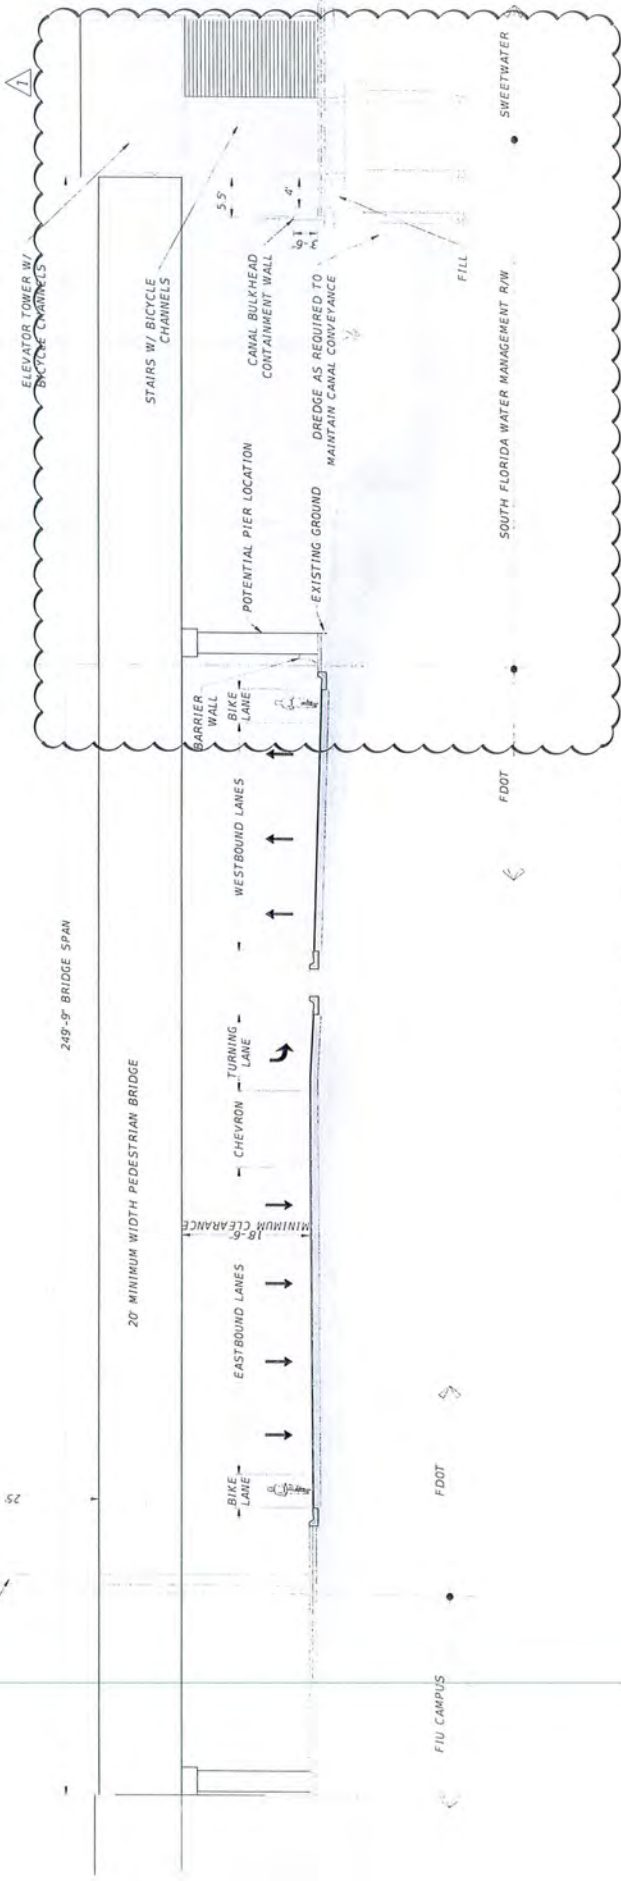 1
ELEVATOR TOWER W/
BICYCLE CHANNELS
249'-9" BRIDGE SPAN
25'
20' MINIMUM WIDTH PEDESTRIAN BRIDGE
STAIRS W/ BICYCLE
CHANNELS
5.5'
4'
3'-6"
CANAL BULKHEAD
CONTAINMENT WALL
DREDGE AS REQUIRED TO
MAINTAIN CANAL CONVEYANCE
FILL
POTENTIAL PIER LOCATION
EXISTING GROUND
BARRIER
WALL
BIKE
LANE
WESTBOUND LANES
TURNING
LANE
CHEVRON
18'-6"
MINIMUM CLEARANCE
EASTBOUND LANES
BIKE
LANE
FIU CAMPUS
FDOT
FDOT
SOUTH FLORIDA WATER MANAGEMENT R/W
SWEETWATER